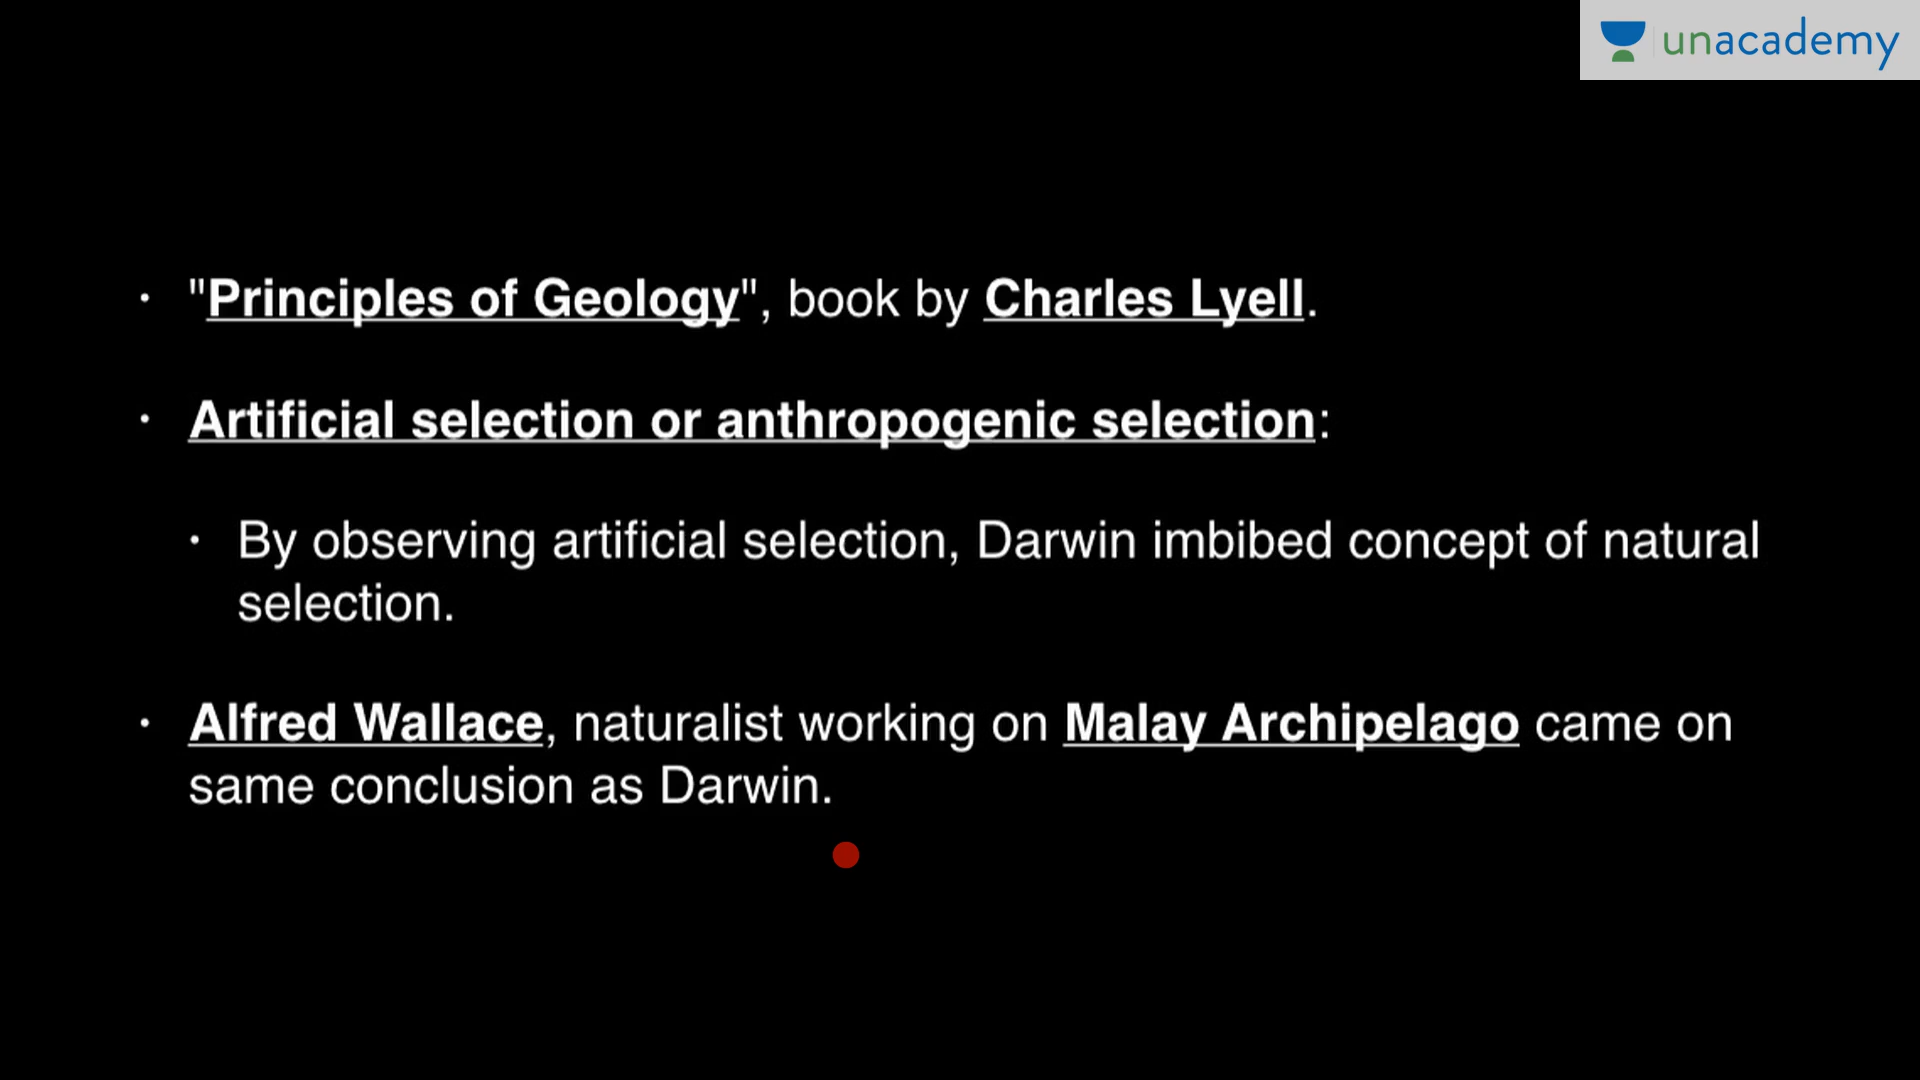 unacademy
• "Principles of Geology", book by Charles Lyell.
• Artificial selection or anthropogenic selection:
• By observing artificial selection, Darwin imbibed concept of natural
selection.
• Alfred Wallace, naturalist working on Malay Archipelago came on
same conclusion as Darwin.